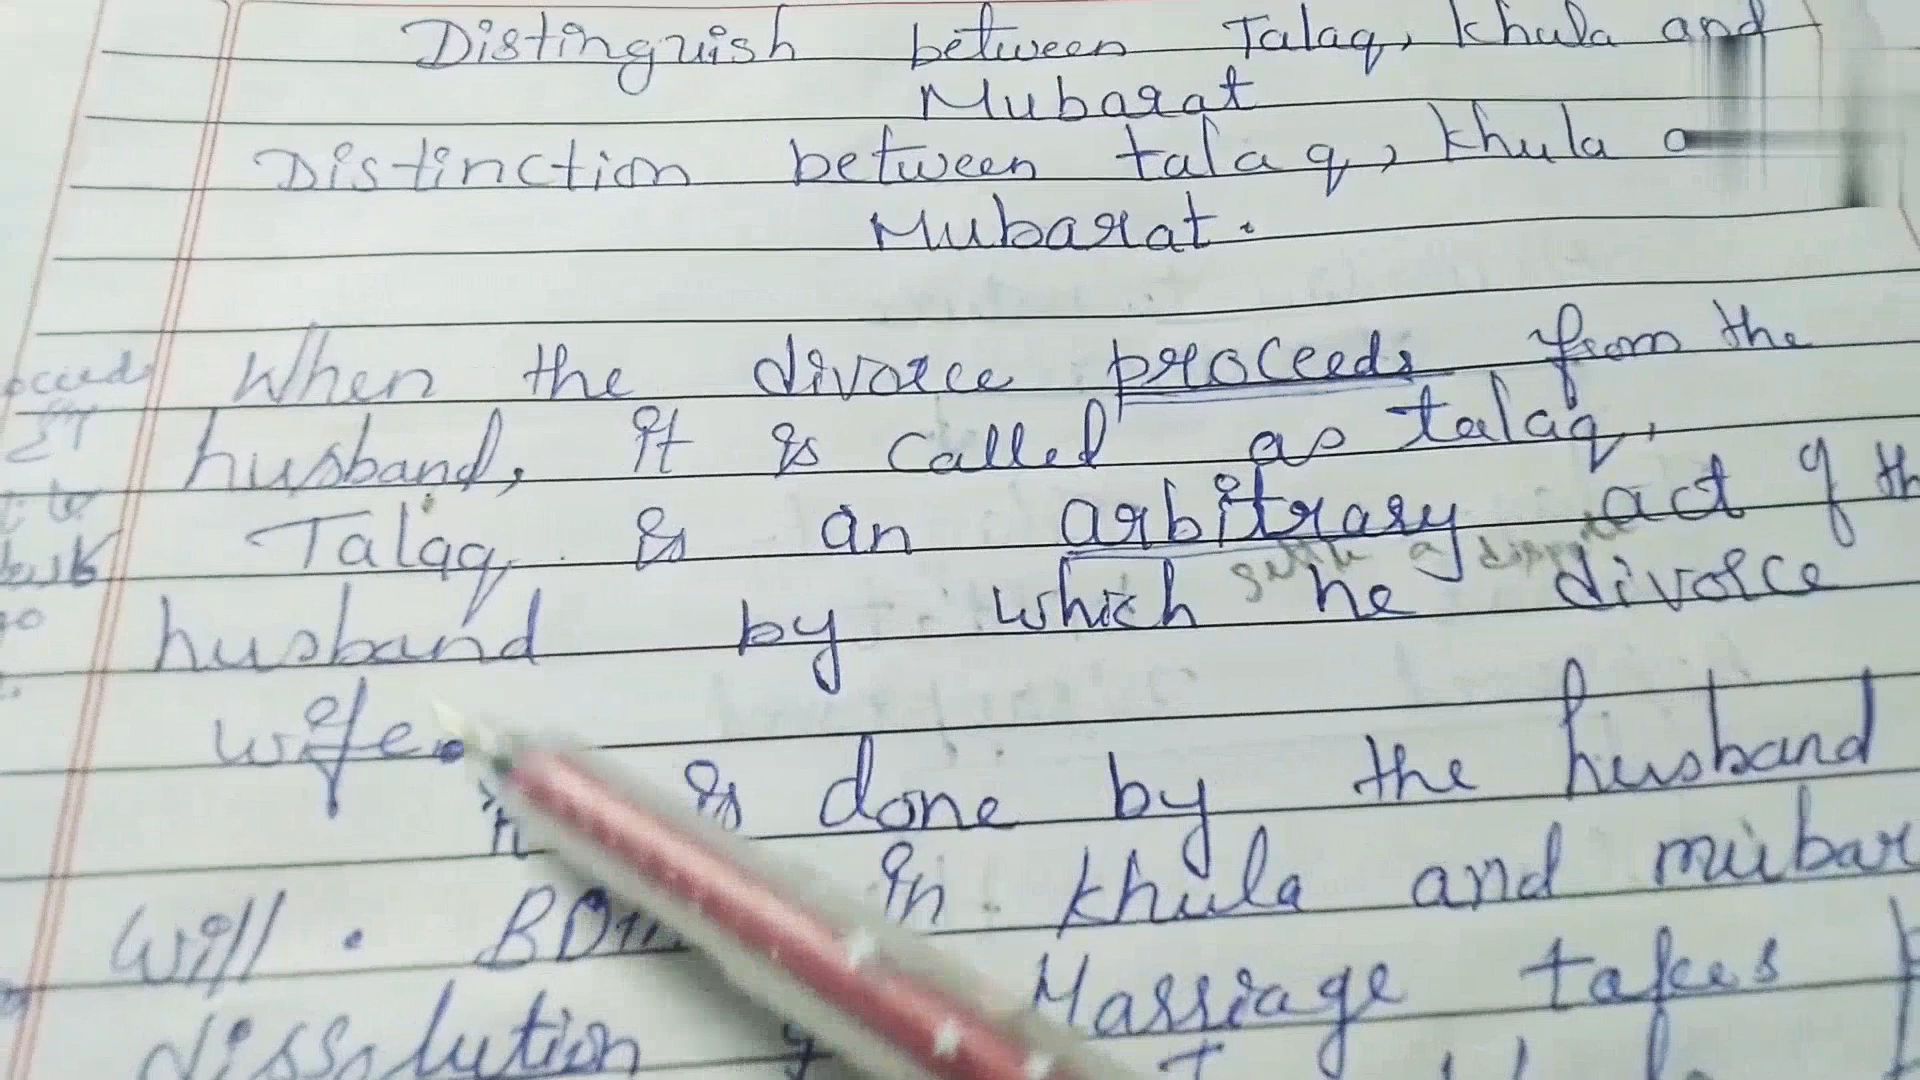 Distinguish between Talaq, Khula and
Mubarat
Distinction between talaq, Khula
Mubarat.
When the divorce proceeds from the
husband, it is called as talaq,
Talaq is an arbitrary act of
husband by which he divorce
wife.
is done by the husband
in Khula and mubar
will.
dissolution Marriage takes